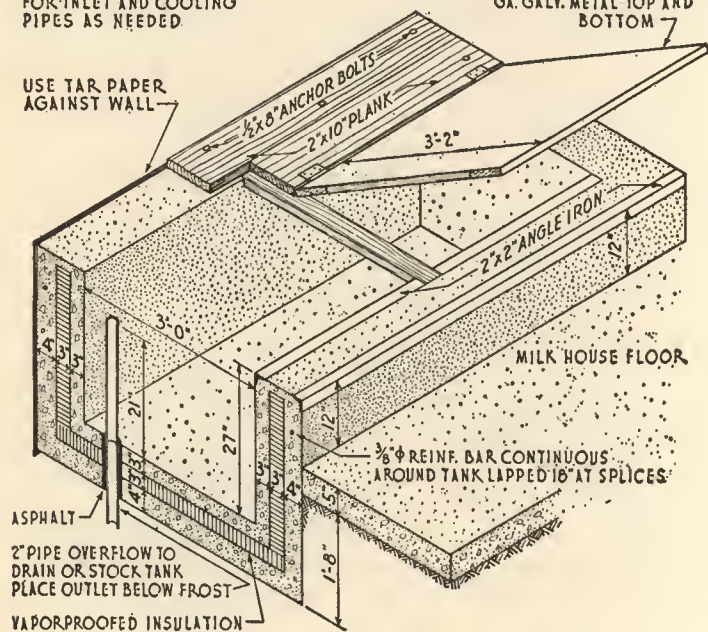 FOR INLET AND COOLING
PIPES AS NEEDED
GA. GALV. METAL TOP AND
BOTTOM
USE TAR PAPER
AGAINST WALL
½"x8" ANCHOR BOLTS
2"x10" PLANK
3'-2"
2"x2" ANGLE IRON
12"
3'-0"
4"
3"
3"
21"
27"
12"
MILK HOUSE FLOOR
3"
3"
4"
3"
3"
4"
⅜"ϕ REINF. BAR CONTINUOUS
AROUND TANK LAPPED 18" AT SPLICES
5"
1'-8"
ASPHALT
2" PIPE OVERFLOW TO
DRAIN OR STOCK TANK
PLACE OUTLET BELOW FROST
VAPORPROOFED INSULATION